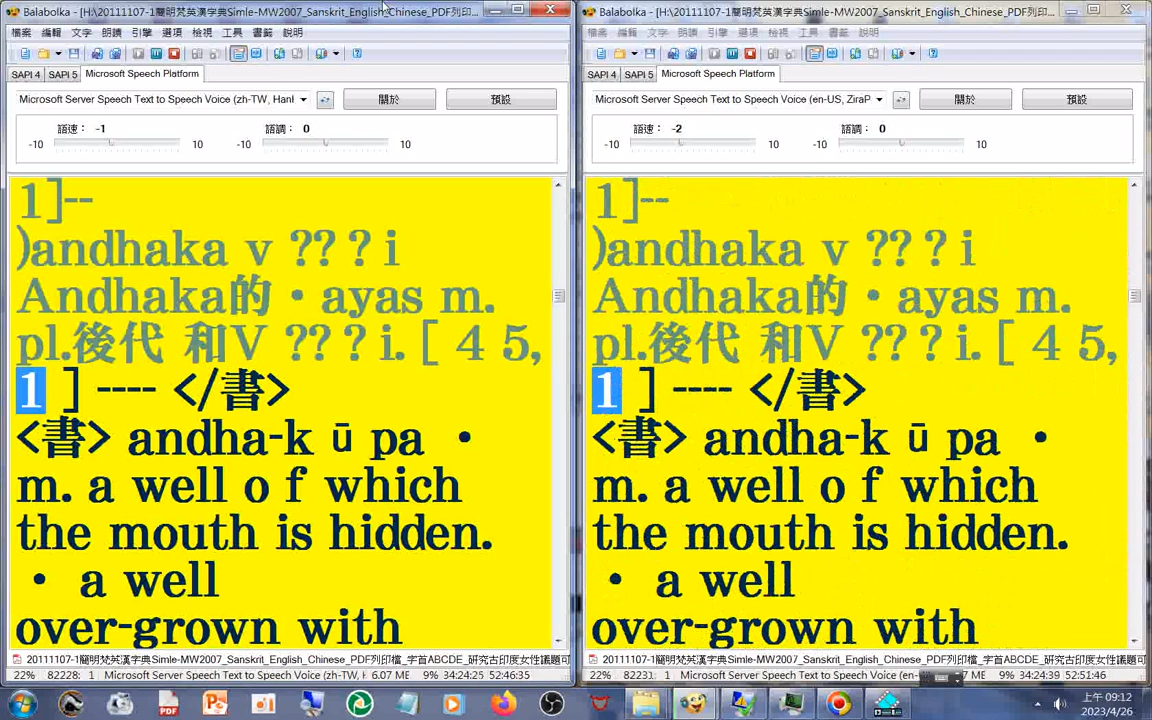 Balabolka - [H:\20111107-1簡明梵英漢字典Simle-MW2007_Sanskrit_English_Chinese_PDF列印...
檔案 編輯 文字 朗讀 引擎 選項 檢視 工具 書籤 說明
SAPI 4 SAPI 5 Microsoft Speech Platform
Microsoft Server Speech Text to Speech Voice (zh-TW, Hanl
關於 預設
語速： -1 語調： 0
-10 10 -10 10
1]--
)andhaka v ?? ? i
Andhaka的 • ayas m.
pl.後代 和V ?? ? i. [ 4 5,
1 ] ---- </書>
<書> andha-k ū pa •
m. a well o f which
the mouth is hidden.
• a well
over-grown with
20111107-1簡明梵英漢字典Simle-MW2007_Sanskrit_English_Chinese_PDF列印檔_字首ABCDE_研究古印度女性議題可
22% 82228: 1 Microsoft Server Speech Text to Speech Voice (zh-TW, 6.07 ME 9% 34:24:25 52:46:35
Balabolka - [H:\20111107-1簡明梵英漢字典Simle-MW2007_Sanskrit_English_Chinese_PDF列印...
檔案 編輯 文字 朗讀 引擎 選項 檢視 工具 書籤 說明
SAPI 4 SAPI 5 Microsoft Speech Platform
Microsoft Server Speech Text to Speech Voice (en-US, ZiraP
關於 預設
語速： -2 語調： 0
-10 10 -10 10
1]--
)andhaka v ?? ? i
Andhaka的 • ayas m.
pl.後代 和V ?? ? i. [ 4 5,
1 ] ---- </書>
<書> andha-k ū pa •
m. a well o f which
the mouth is hidden.
• a well
over-grown with
20111107-1簡明梵英漢字典Simle-MW2007_Sanskrit_English_Chinese_PDF列印檔_字首ABCDE_研究古印度女性議題可
22% 82231: 1 Microsoft Server Speech Text to Speech Voice (en-US, ME 9% 34:24:39 52:51:46
上午 09:12
2023/4/26